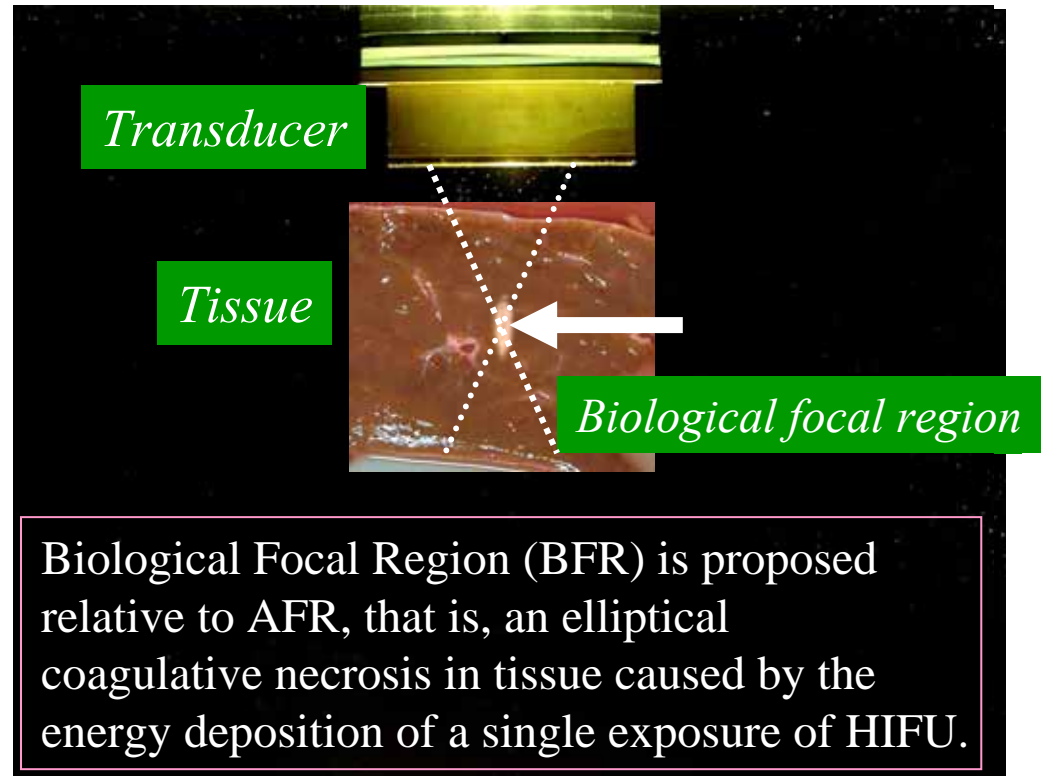 Transducer
Tissue
Biological focal region
Biological Focal Region (BFR) is proposed
relative to AFR, that is, an elliptical
coagulative necrosis in tissue caused by the
energy deposition of a single exposure of HIFU.